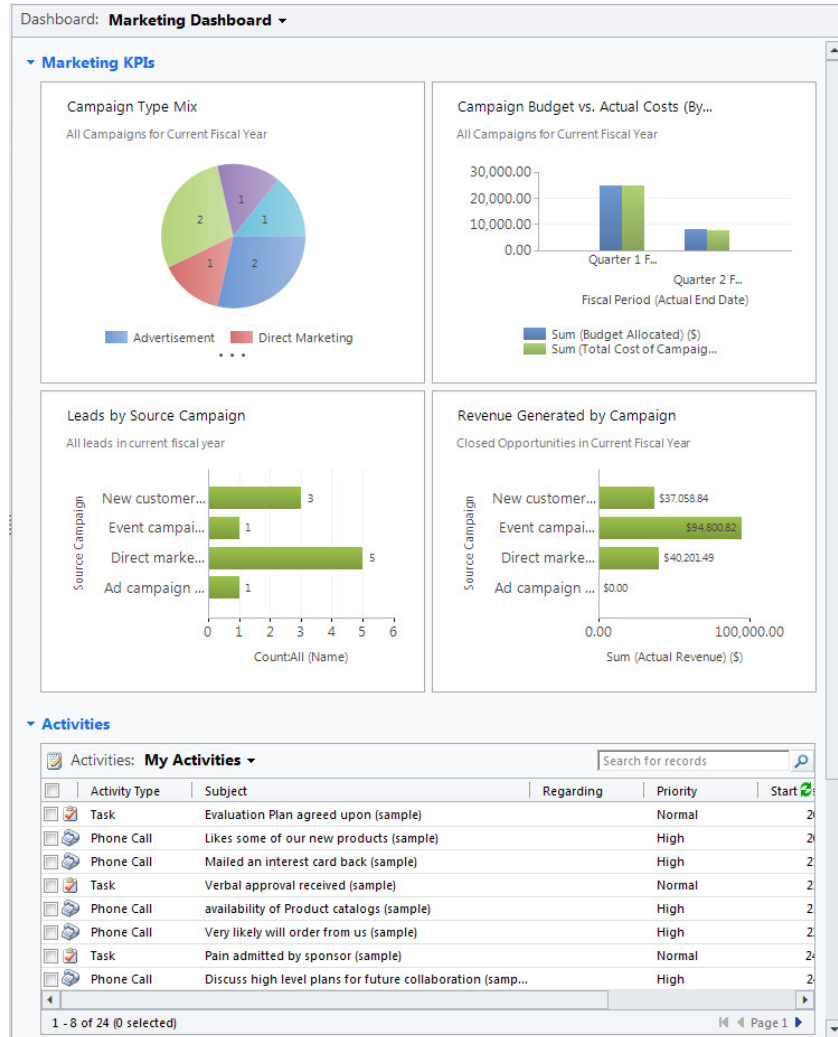 Dashboard: Marketing Dashboard
Marketing KPIs
Campaign Type Mix
All Campaigns for Current Fiscal Year
1
2
1
1
2
Advertisement
Direct Marketing
...
Campaign Budget vs. Actual Costs (By...
All Campaigns for Current Fiscal Year
30,000.00
20,000.00
10,000.00
0.00
Quarter 1 F...
Quarter 2 F...
Fiscal Period (Actual End Date)
Sum (Budget Allocated) ($)
Sum (Total Cost of Campaig...
Leads by Source Campaign
All leads in current fiscal year
Source Campaign
New customer... 3
Event campai... 1
Direct marke... 5
Ad campaign ... 1
0 1 2 3 4 5 6
Count:All (Name)
Revenue Generated by Campaign
Closed Opportunities in Current Fiscal Year
Source Campaign
New customer... $37,058.84
Event campai... $94,800.82
Direct marke... $40,201.49
Ad campaign ... $0.00
0.00 100,000.00
Sum (Actual Revenue) ($)
Activities
Activities: My Activities
Search for records
Activity Type Subject Regarding Priority Start
Task Evaluation Plan agreed upon (sample) Normal
Phone Call Likes some of our new products (sample) High
Phone Call Mailed an interest card back (sample) High
Task Verbal approval received (sample) Normal
Phone Call availability of Product catalogs (sample) High
Phone Call Very likely will order from us (sample) High
Task Pain admitted by sponsor (sample) Normal
Phone Call Discuss high level plans for future collaboration (samp... High
1 - 8 of 24 (0 selected)
Page 1